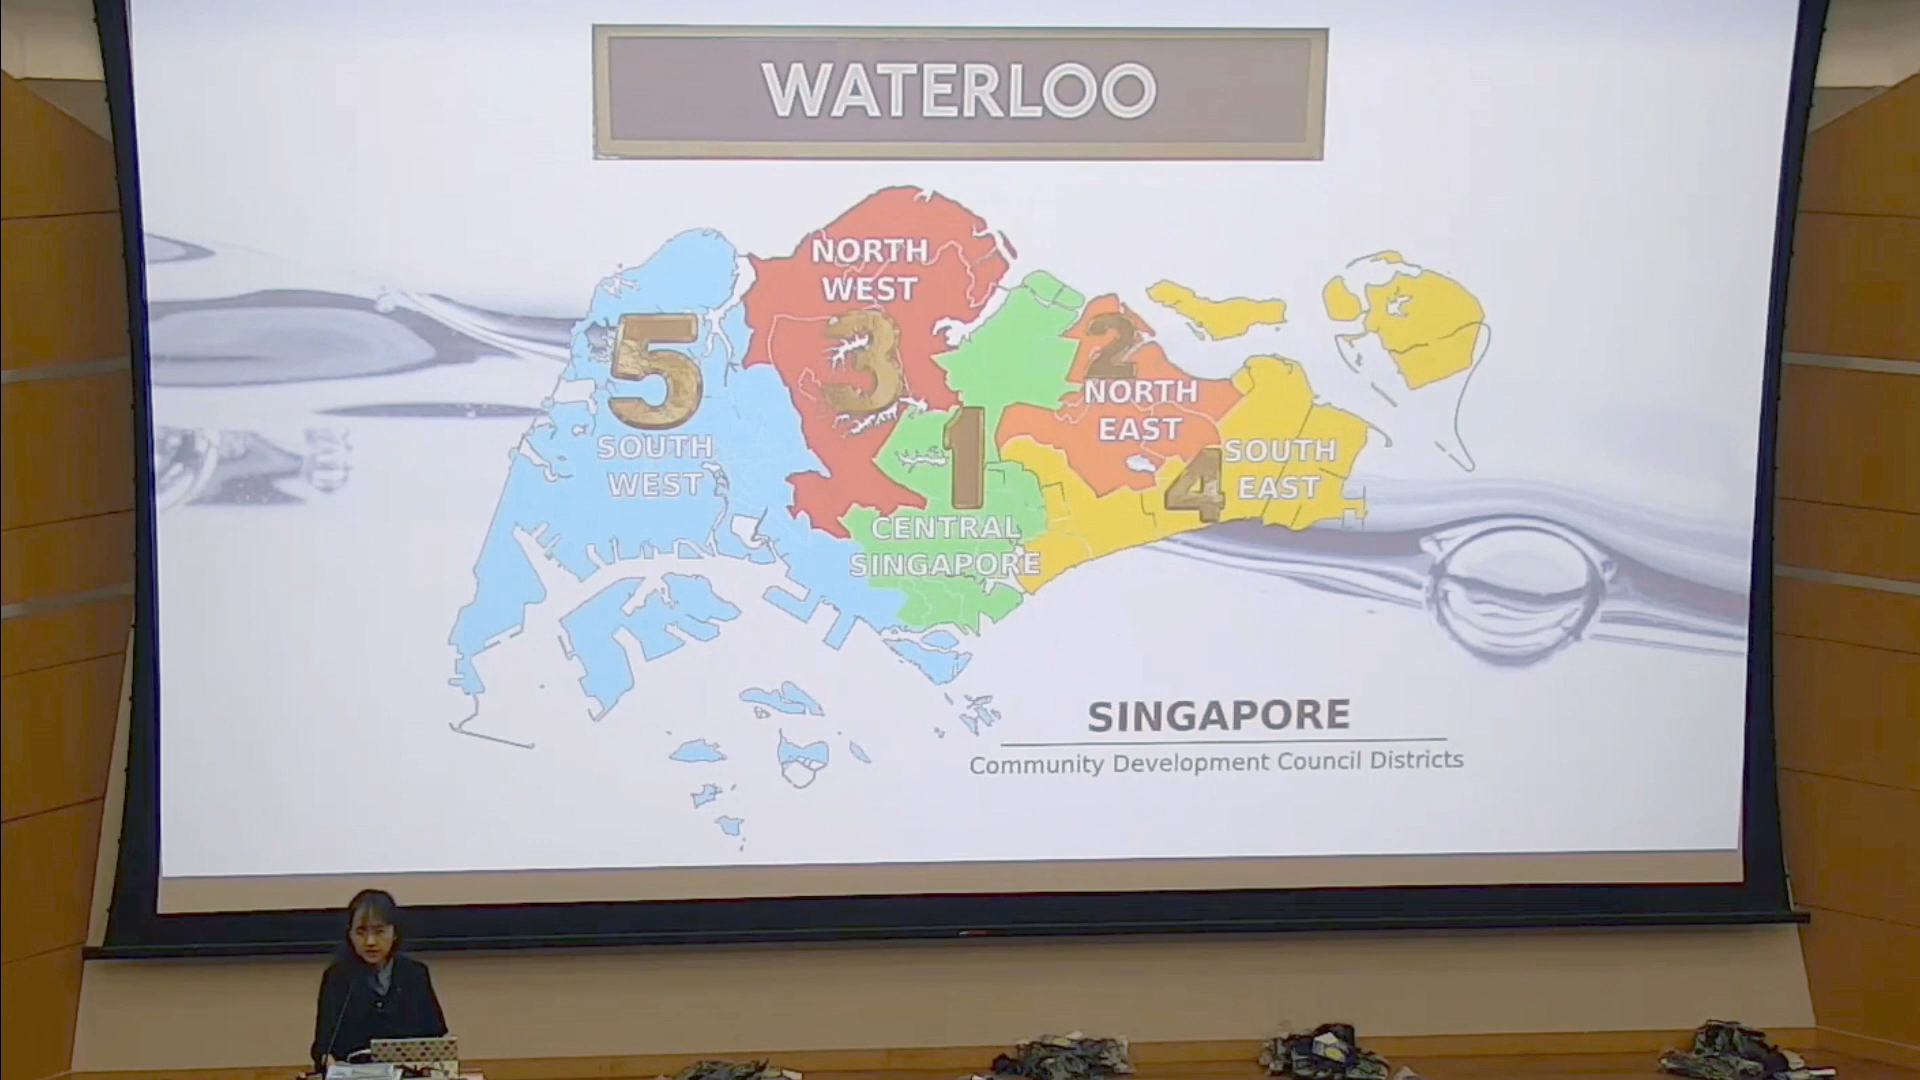 WATERLOO
NORTH
WEST
5
3
2
NORTH
EAST
1
SOUTH
WEST
4
SOUTH
EAST
CENTRAL
SINGAPORE
SINGAPORE
Community Development Council Districts